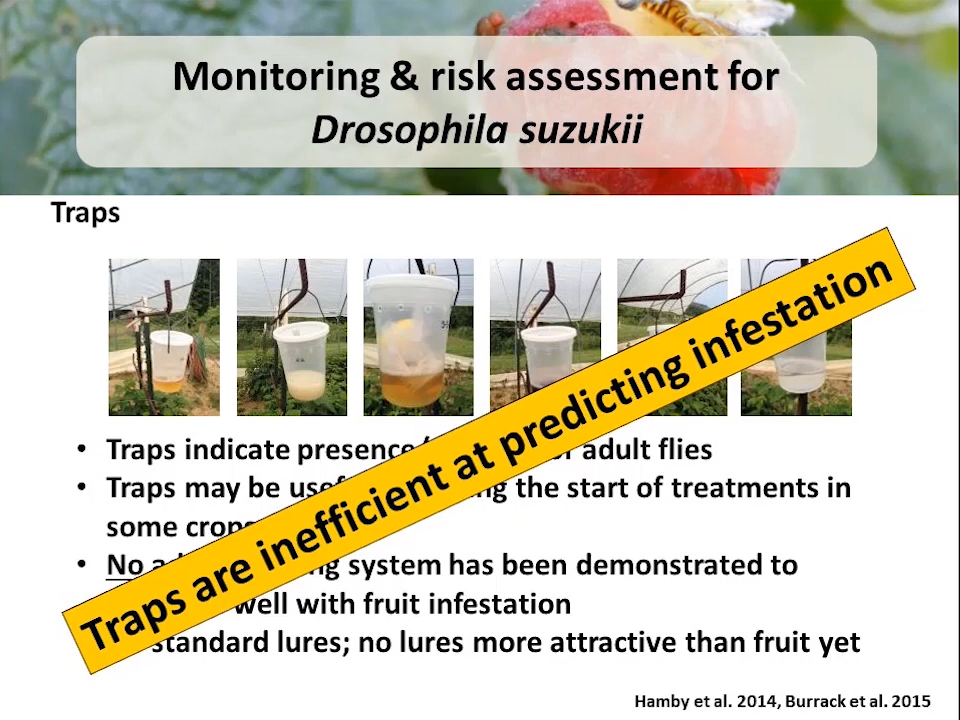 Monitoring & risk assessment for
Drosophila suzukii
Traps
Traps are inefficient at predicting infestation
• Traps indicate presence adult flies
• Traps may be the start of treatments in
some
• No system has been demonstrated to
well with fruit infestation
standard lures; no lures more attractive than fruit yet
Hamby et al. 2014, Burrack et al. 2015